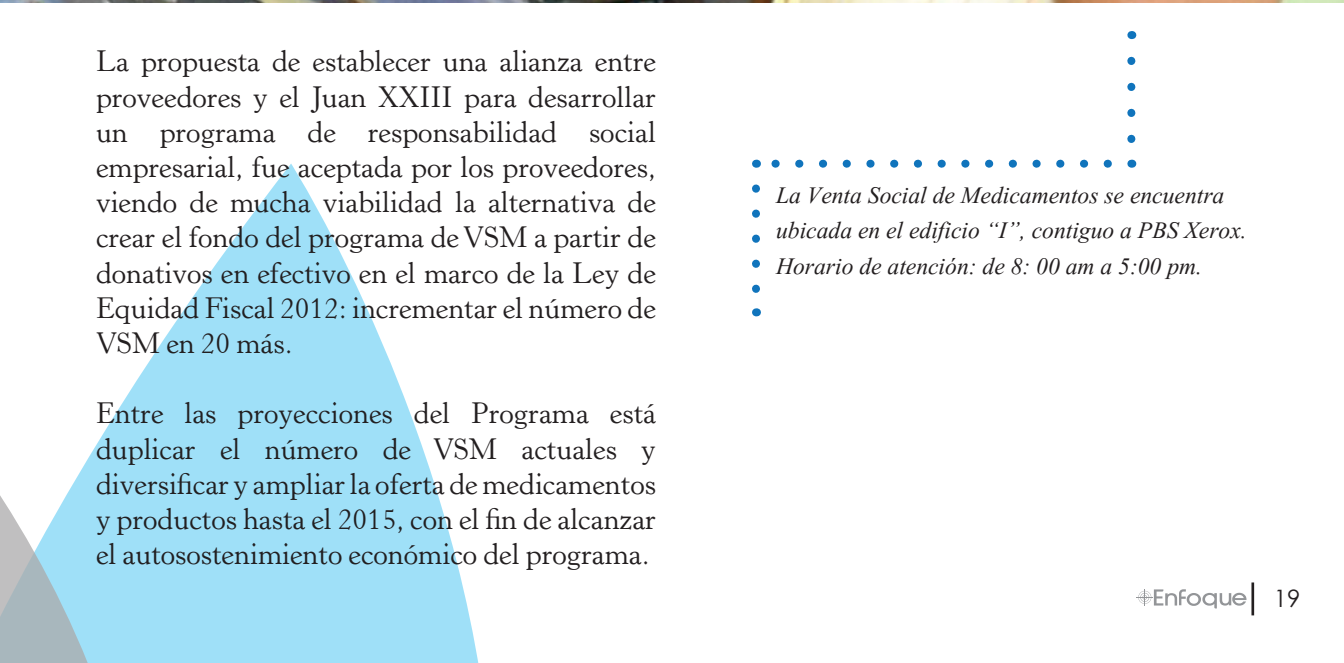 La propuesta de establecer una alianza entre
proveedores y el Juan XXIII para desarrollar
un programa de responsabilidad social
empresarial, fue aceptada por los proveedores,
viendo de mucha viabilidad la alternativa de
crear el fondo del programa de VSM a partir de
donativos en efectivo en el marco de la Ley de
Equidad Fiscal 2012: incrementar el número de
VSM en 20 más.
Entre las proyecciones del Programa está
duplicar el número de VSM actuales y
diversificar y ampliar la oferta de medicamentos
y productos hasta el 2015, con el fin de alcanzar
el autosostenimiento económico del programa.
La Venta Social de Medicamentos se encuentra
ubicada en el edificio “I”, contiguo a PBS Xerox.
Horario de atención: de 8: 00 am a 5:00 pm.
Enfoque 19